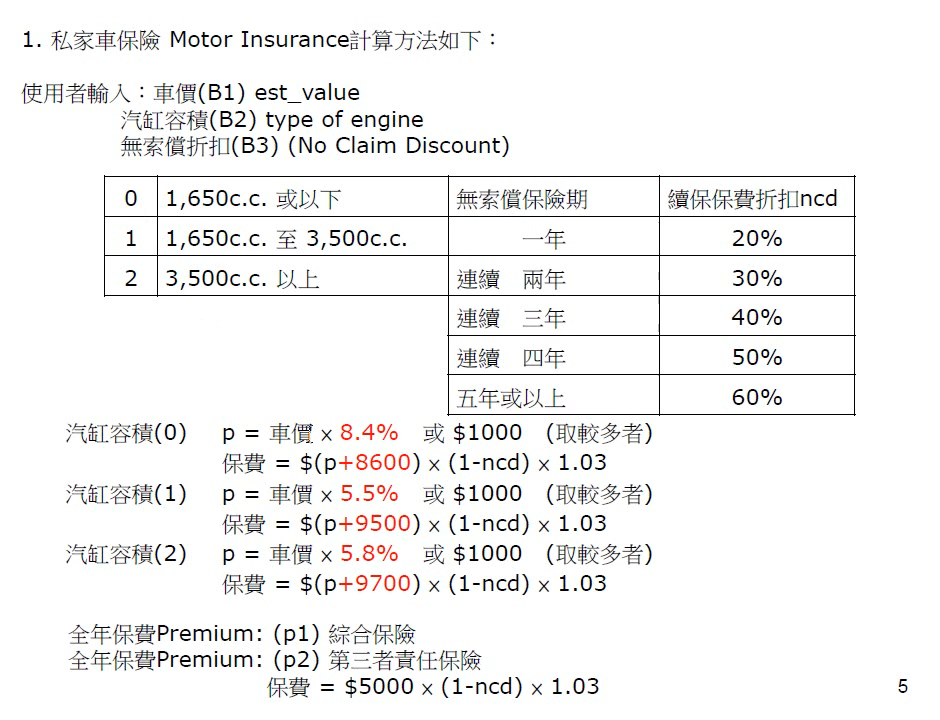 1. 私家車保險 Motor Insurance計算方法如下：
使用者輸入：車價(B1) est_value
汽缸容積(B2) type of engine
無索償折扣(B3) (No Claim Discount)
0 1,650c.c. 或以下 無索償保險期 續保保費折扣ncd
1 1,650c.c. 至 3,500c.c. 一年 20%
2 3,500c.c. 以上 連續 兩年 30%
連續 三年 40%
連續 四年 50%
五年或以上 60%
汽缸容積(0) p = 車價 x 8.4% 或 $1000 (取較多者)
保費 = $(p+8600) x (1-ncd) x 1.03
汽缸容積(1) p = 車價 x 5.5% 或 $1000 (取較多者)
保費 = $(p+9500) x (1-ncd) x 1.03
汽缸容積(2) p = 車價 x 5.8% 或 $1000 (取較多者)
保費 = $(p+9700) x (1-ncd) x 1.03
全年保費Premium: (p1) 綜合保險
全年保費Premium: (p2) 第三者責任保險
保費 = $5000 x (1-ncd) x 1.03
5